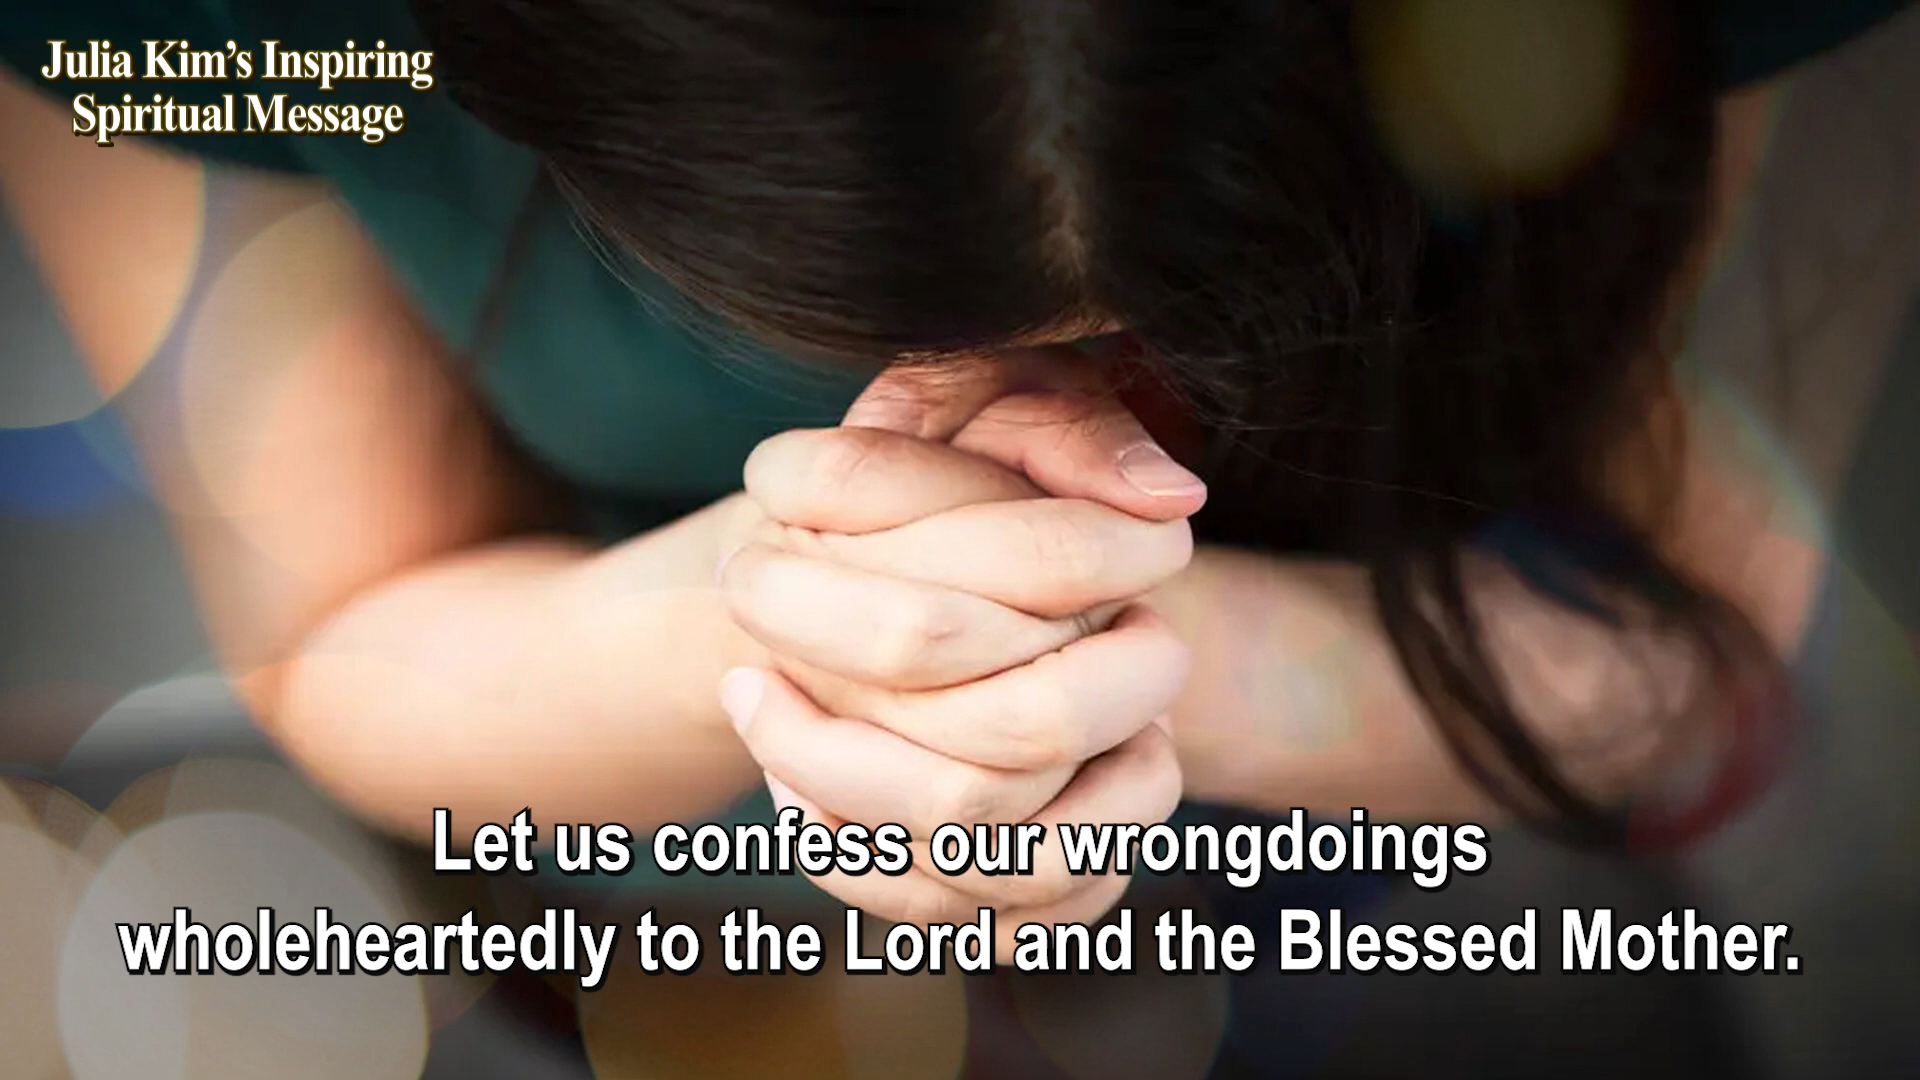 Julia Kim’s Inspiring
Spiritual Message
Let us confess our wrongdoings
wholeheartedly to the Lord and the Blessed Mother.